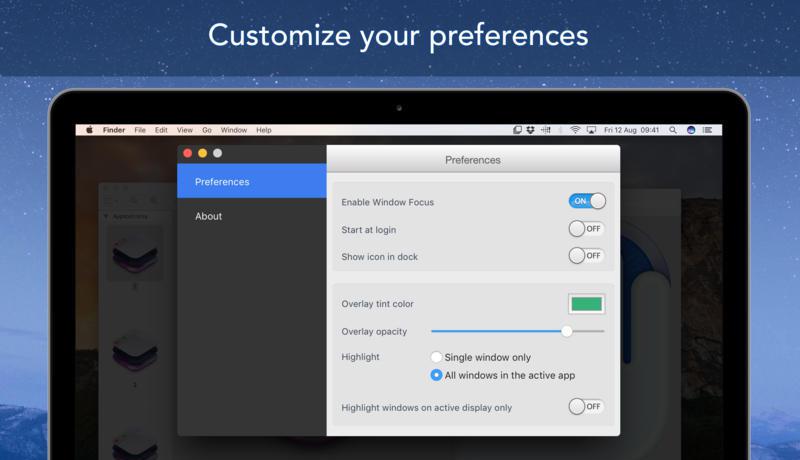 Customize your preferences
Finder File Edit View Go Window Help
Fri 12 Aug 09:41
Preferences
Preferences
About
Enable Window Focus ON
Start at login OFF
Show icon in dock OFF
Overlay tint color
Overlay opacity
Highlight
Single window only
All windows in the active app
Highlight windows on active display only OFF